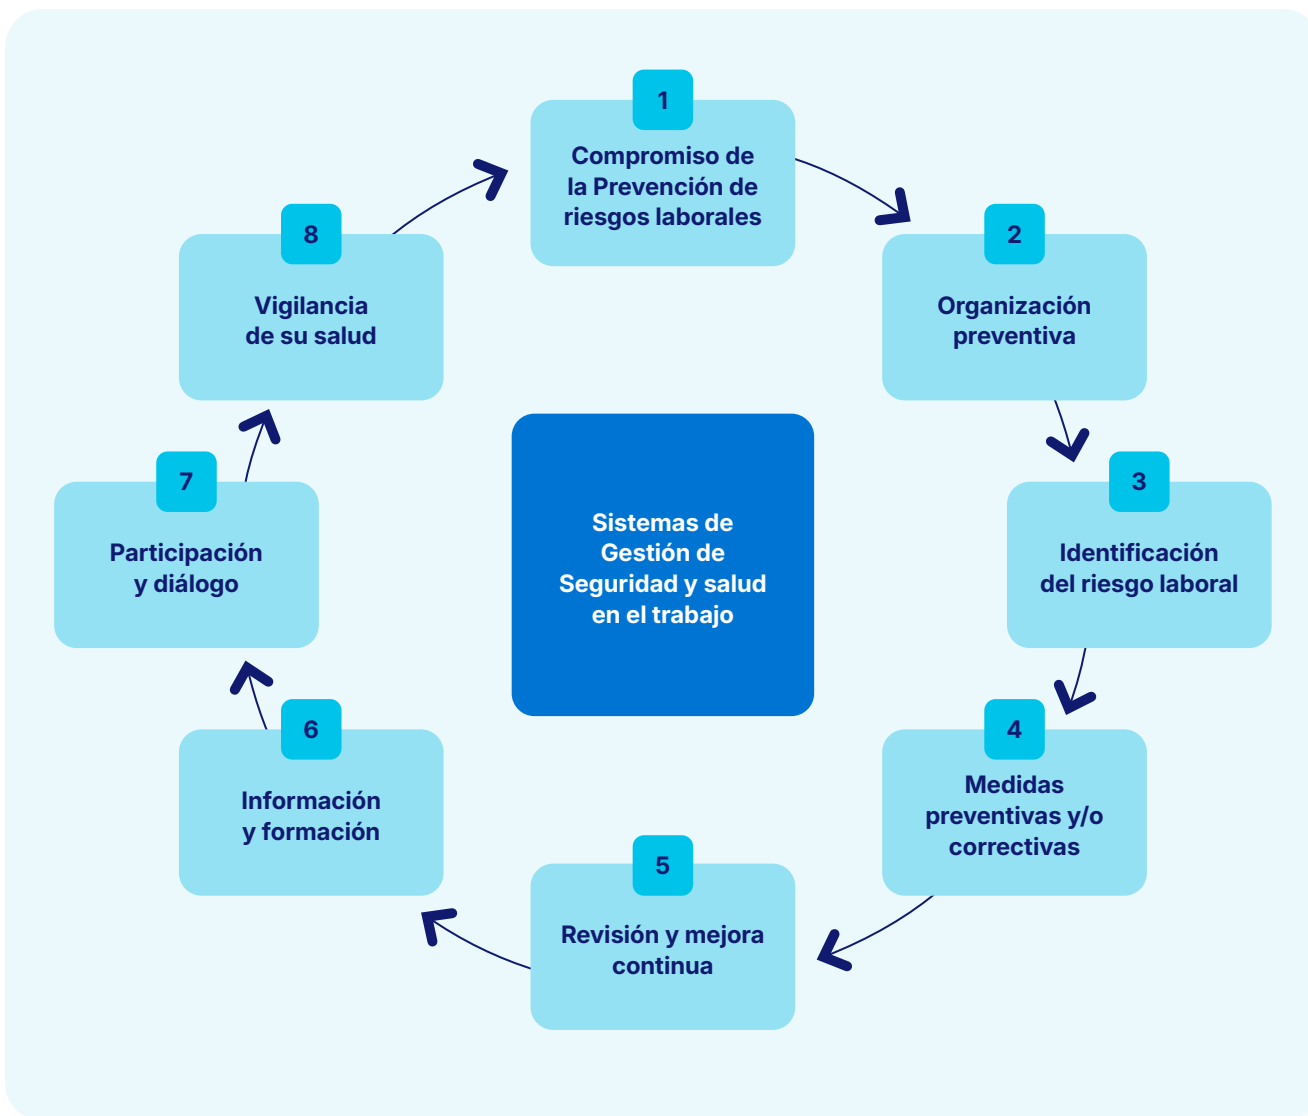 1
Compromiso de
la Prevención de
riesgos laborales
2
Organización
preventiva
3
Identificación
del riesgo laboral
4
Medidas
preventivas y/o
correctivas
5
Revisión y mejora
continua
6
Información
y formación
7
Participación
y diálogo
8
Vigilancia
de su salud
Sistemas de
Gestión de
Seguridad y salud
en el trabajo